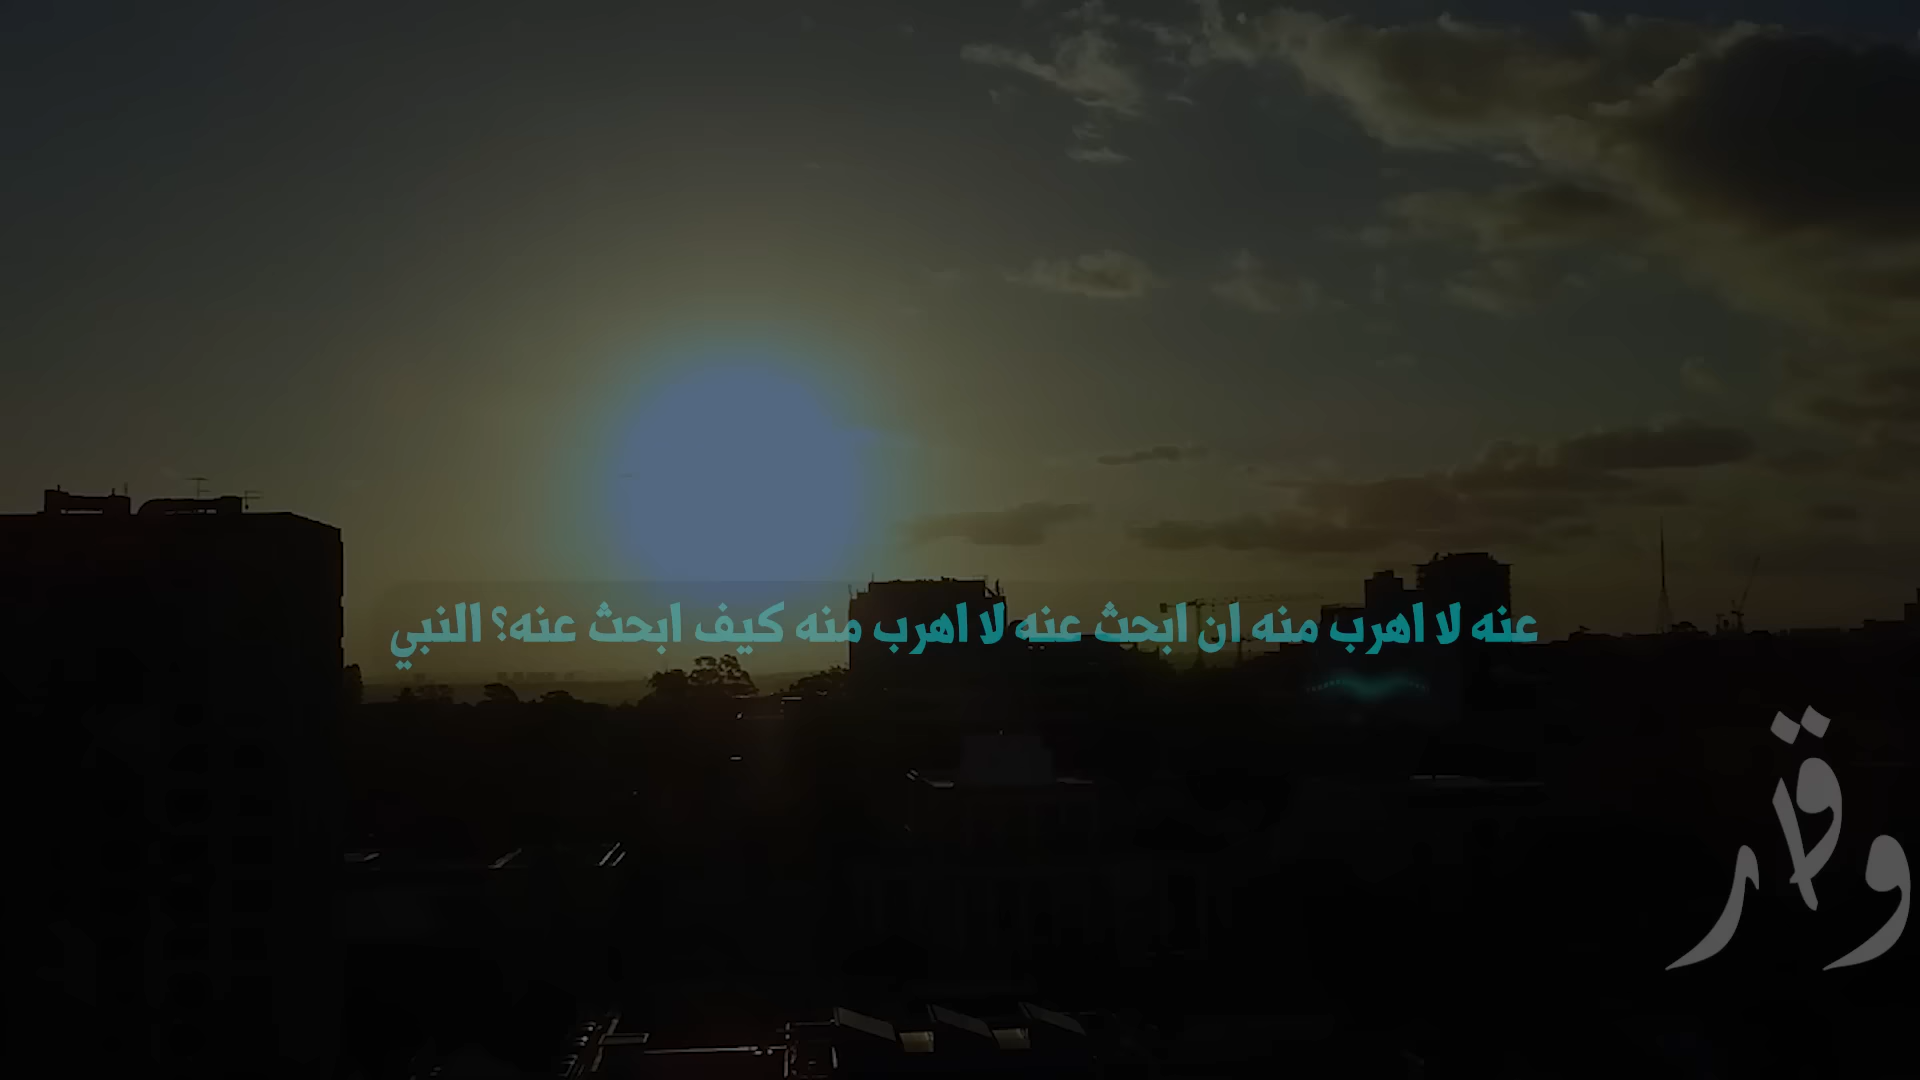 عنه لا اهرب منه ان ابحث عنه لا اهرب منه كيف ابحث عنه؟ النبي
وقار